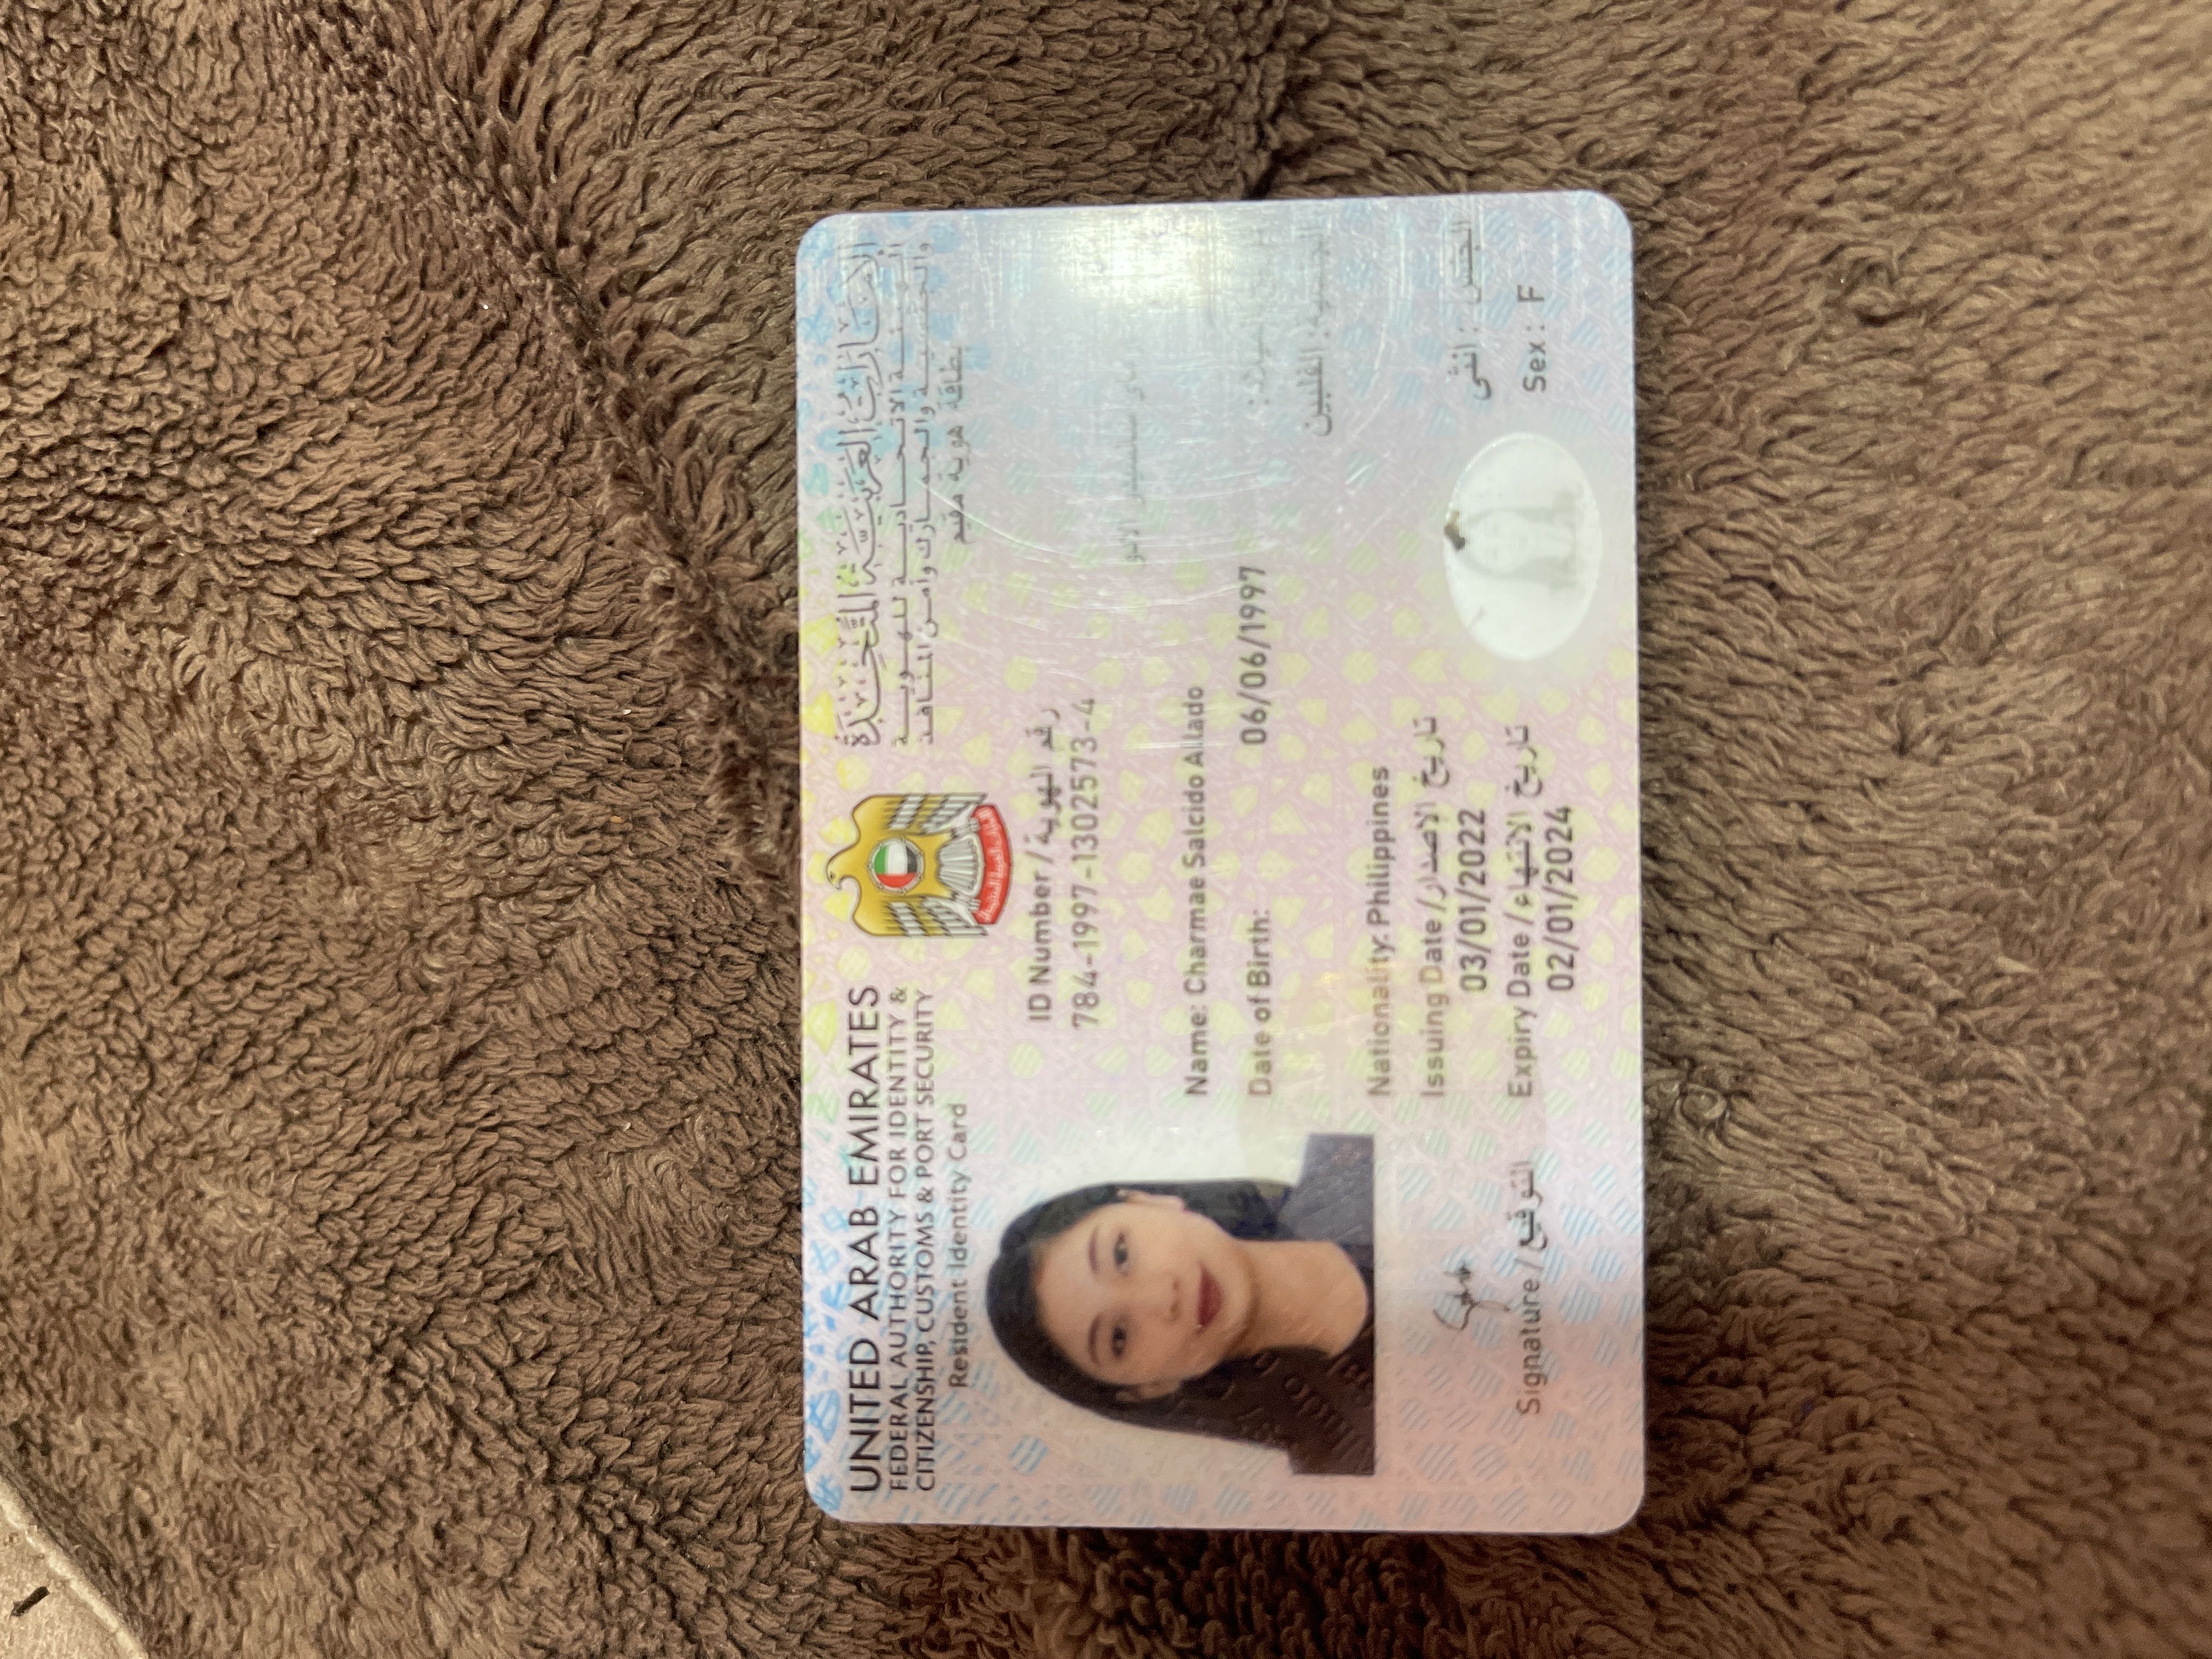 UNITED ARAB EMIRATES
FEDERAL AUTHORITY FOR IDENTITY &
CITIZENSHIP, CUSTOMS & PORT SECURITY
Resident Identity Card
الإمارات العربية المتحدة
الهيئة الاتحادية للهوية
والجنسية والجمارك وأمن المنافذ
بطاقة هوية مقيم
ID Number / رقم الهوية
784-1997-1302573-4
Name: Charmae Salcido Allado
Date of Birth: 06/06/1997
الجنسية: الفلبين
Nationality: Philippines
Issuing Date / تاريخ الإصدار
03/01/2022
Expiry Date / تاريخ الانتهاء
02/01/2024
الجنس : انثى
Sex : F
Signature / التوقيع